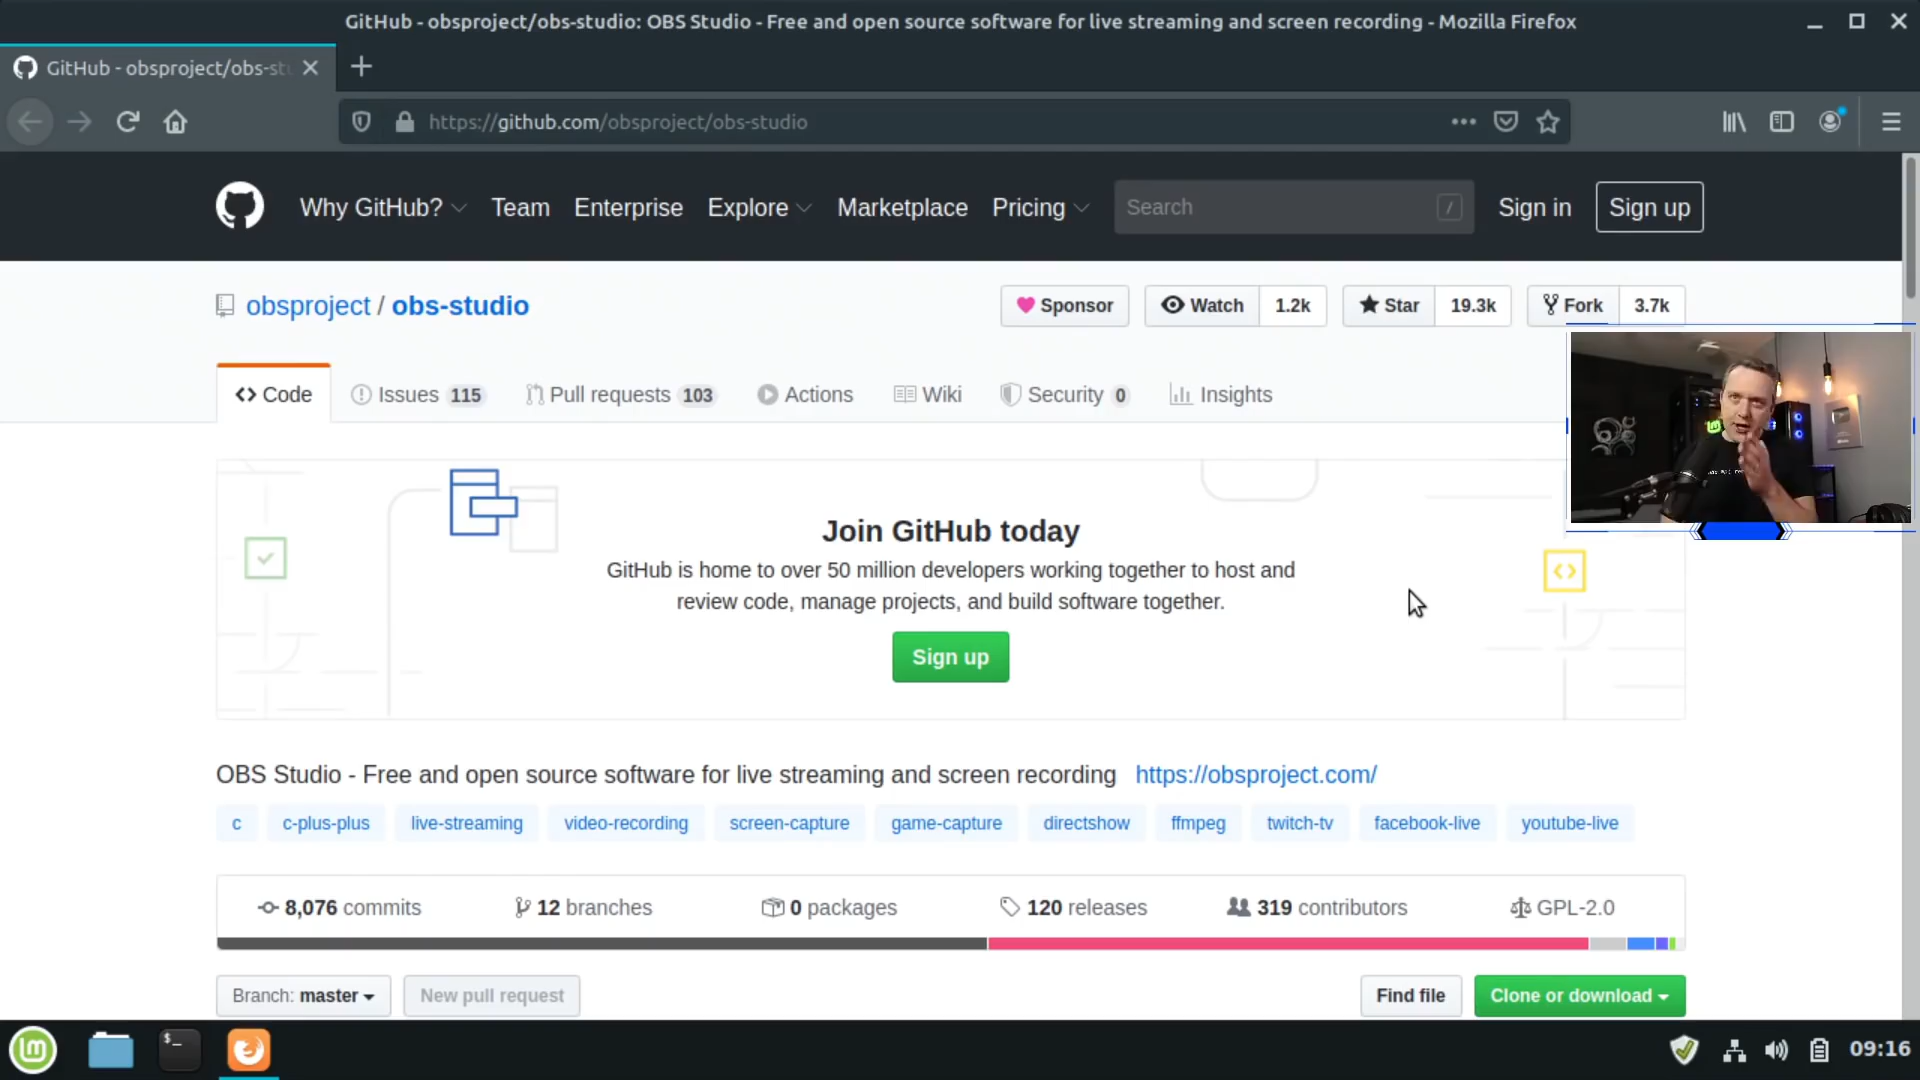 GitHub - obsproject/obs-studio: OBS Studio - Free and open source software for live streaming and screen recording - Mozilla Firefox
GitHub - obsproject/obs-st
https://github.com/obsproject/obs-studio
Why GitHub? Team Enterprise Explore Marketplace Pricing Search / Sign in Sign up
obsproject / obs-studio
Sponsor Watch 1.2k Star 19.3k Fork 3.7k
Code Issues 115 Pull requests 103 Actions Wiki Security 0 Insights
Join GitHub today
GitHub is home to over 50 million developers working together to host and
review code, manage projects, and build software together.
Sign up
OBS Studio - Free and open source software for live streaming and screen recording https://obsproject.com/
c c-plus-plus live-streaming video-recording screen-capture game-capture directshow ffmpeg twitch-tv facebook-live youtube-live
8,076 commits 12 branches 0 packages 120 releases 319 contributors GPL-2.0
Branch: master New pull request Find file Clone or download
$_
09:16